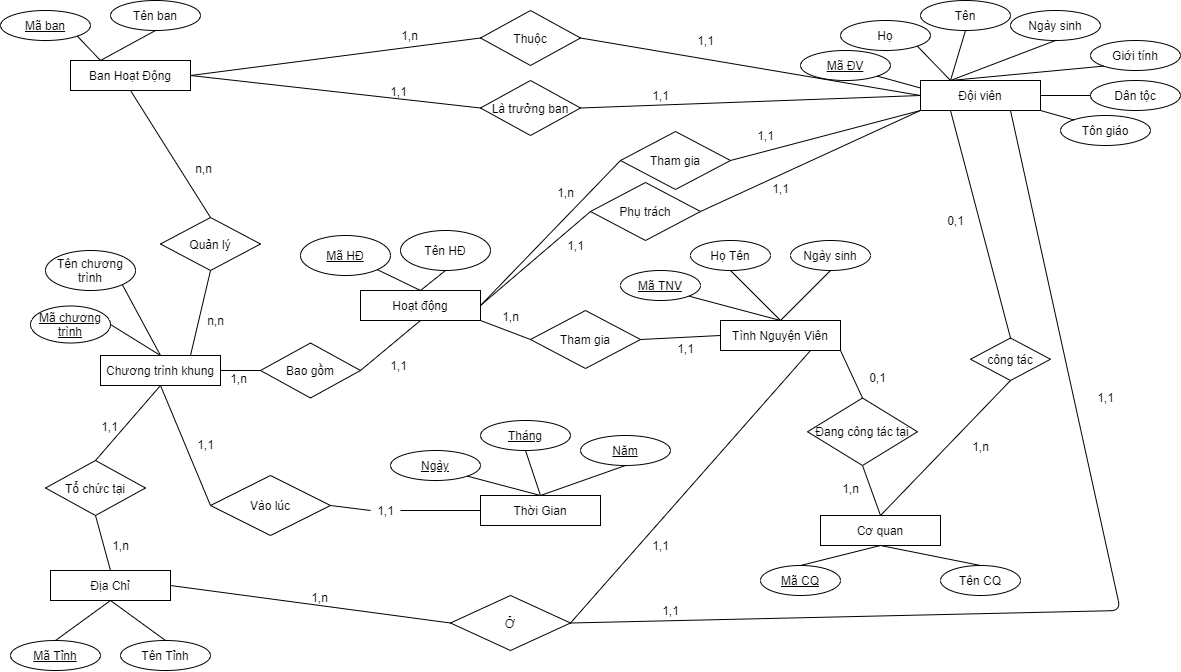 Mã ban
Tên ban
Ban Hoạt Động
1,n
Thuộc
1,1
1,1
Là trưởng ban
1,1
Họ
Tên
Ngày sinh
Mã ĐV
Giới tính
Đội viên
Dân tộc
Tôn giáo
n,n
Quản lý
n,n
1,n
Tham gia
1,1
1,1
Phụ trách
1,1
0,1
Mã HĐ
Tên HĐ
Hoạt động
Tên chương
trình
Mã chương
trình
Chương trình khung
1,n
Bao gồm
1,1
1,n
Tham gia
1,1
Mã TNV
Họ Tên
Ngày sinh
Tình Nguyện Viên
công tác
1,1
0,1
Đang công tác tại
1,n
1,n
1,1
Tổ chức tại
1,n
1,1
Vào lúc
1,1
Ngày
Tháng
Năm
Thời Gian
Cơ quan
Mã CQ
Tên CQ
1,1
Địa Chỉ
1,n
Ở
1,1
Mã Tỉnh
Tên Tỉnh